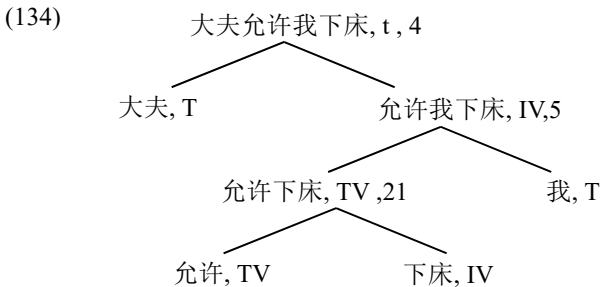 (134)
大夫允许我下床, t , 4
大夫, T 允许我下床, IV,5
允许下床, TV ,21 我, T
允许, TV 下床, IV